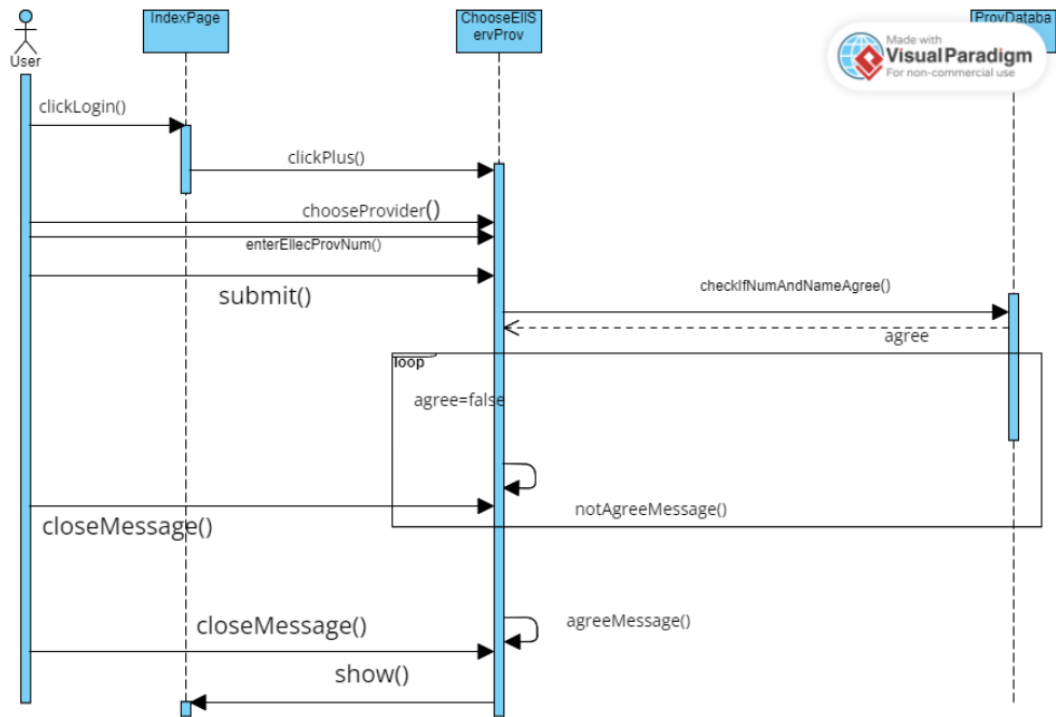 IndexPage
ChooseEllS
ervProv
ProvDataba
Made with
Visual Paradigm
For non-commercial use
User
clickLogin()
clickPlus()
chooseProvider()
enterEllecProvNum()
submit()
checkIfNumAndNameAgree()
agree
loop
agree=false
notAgreeMessage()
closeMessage()
agreeMessage()
closeMessage()
show()